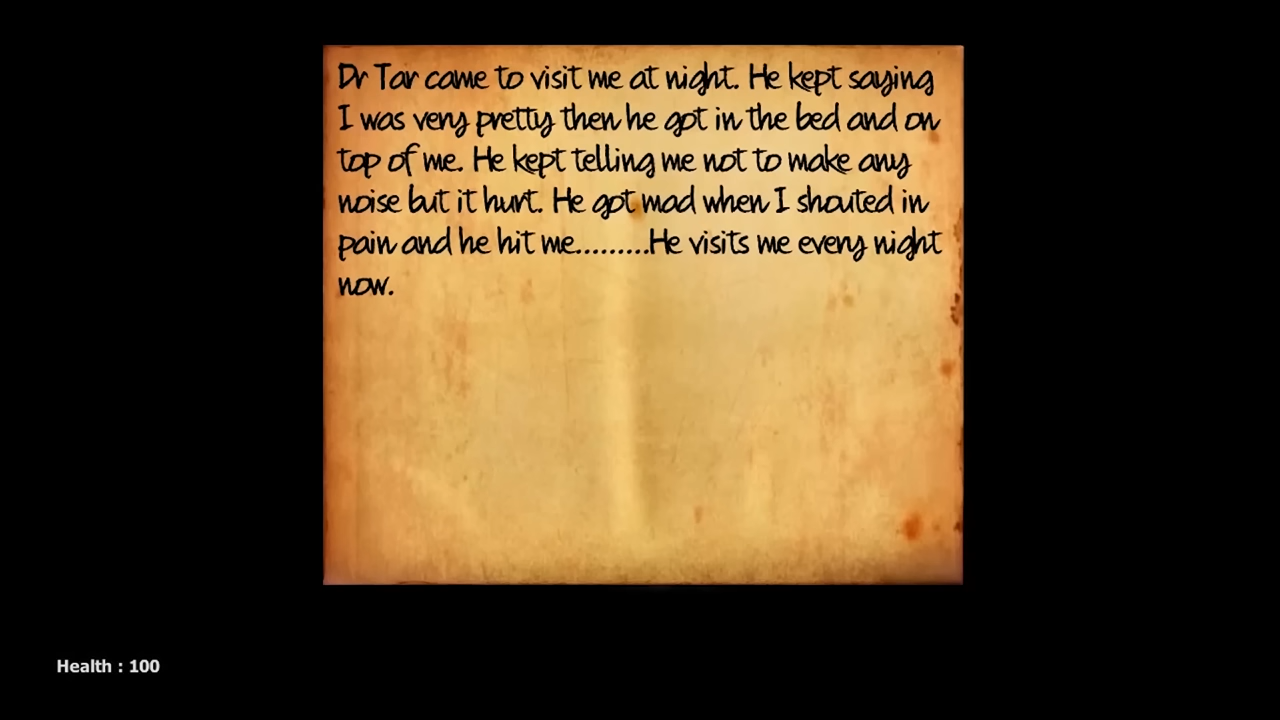 Dr Tar came to visit me at night. He kept saying
I was very pretty then he got in the bed and on
top of me. He kept telling me not to make any
noise but it hurt. He got mad when I shouted in
pain and he hit me.........He visits me every night
now.
Health : 100